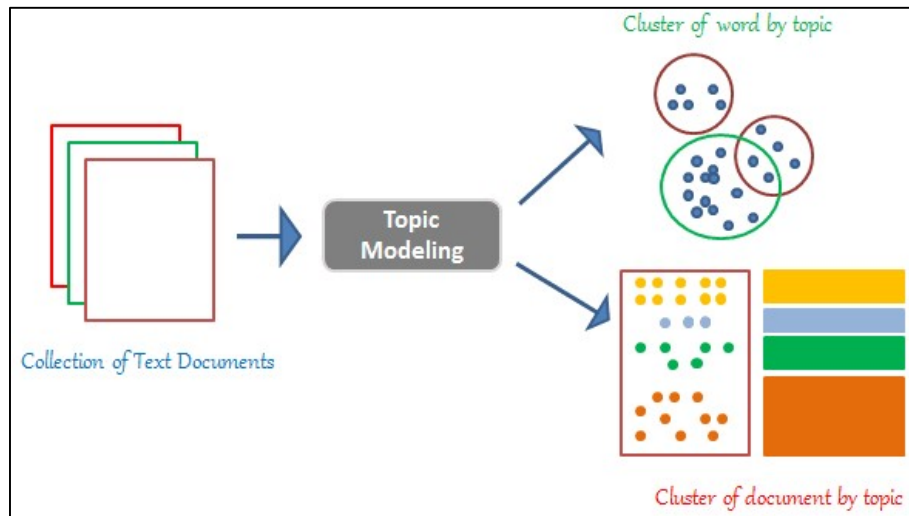 Cluster of word by topic
Topic
Modeling
Collection of Text Documents
Cluster of document by topic